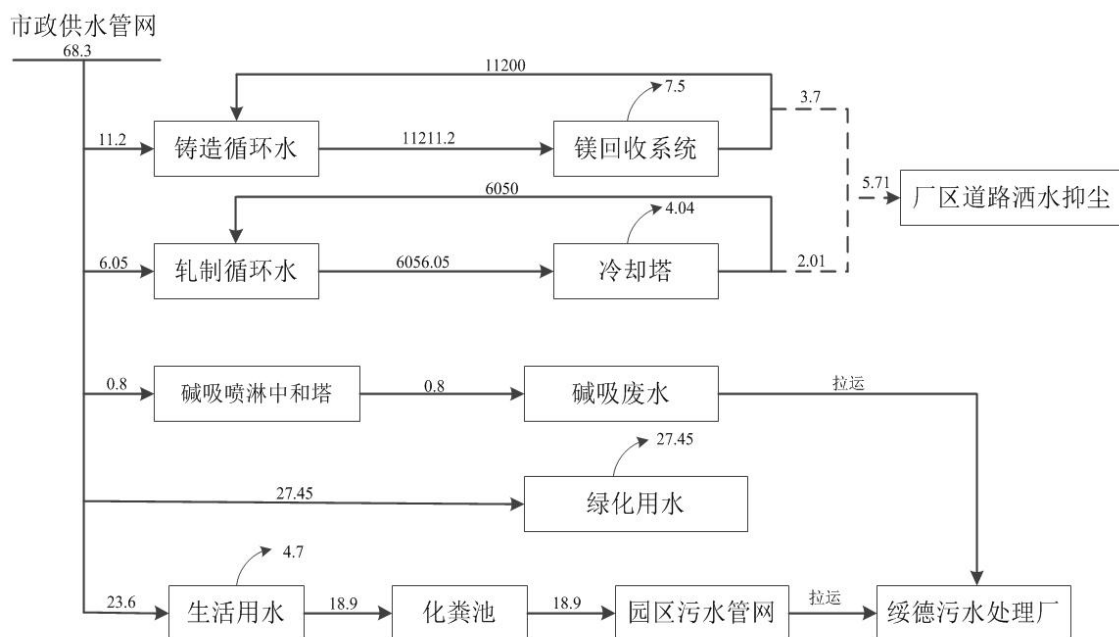 市政供水管网
68.3
11200
7.5
3.7
11.2
铸造循环水
11211.2
镁回收系统
5.71
厂区道路洒水抑尘
6050
4.04
6.05
轧制循环水
6056.05
冷却塔
2.01
0.8
碱吸喷淋中和塔
0.8
碱吸废水
拉运
27.45
27.45
绿化用水
4.7
23.6
生活用水
18.9
化粪池
18.9
园区污水管网
拉运
绥德污水处理厂